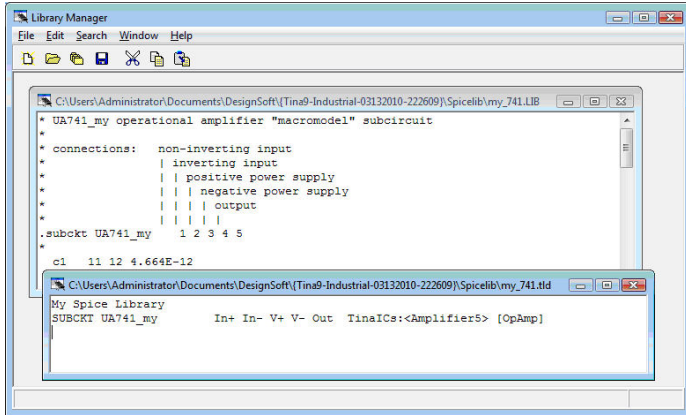 Library Manager
File Edit Search Window Help
C:\Users\Administrator\Documents\DesignSoft\{Tina9-Industrial-03132010-222609}\Spicelib\my_741.LIB
* UA741_my operational amplifier "macromodel" subcircuit
*
* connections:   non-inverting input
*                | inverting input
*                | | positive power supply
*                | | | negative power supply
*                | | | | output
*                | | | | |
.subckt UA741_my   1 2 3 4 5
*
c1   11 12 4.664E-12
C:\Users\Administrator\Documents\DesignSoft\{Tina9-Industrial-03132010-222609}\Spicelib\my_741.tld
My Spice Library
SUBCKT UA741_my   In+ In- V+ V- Out  TinaICs:<Amplifier5> [OpAmp]